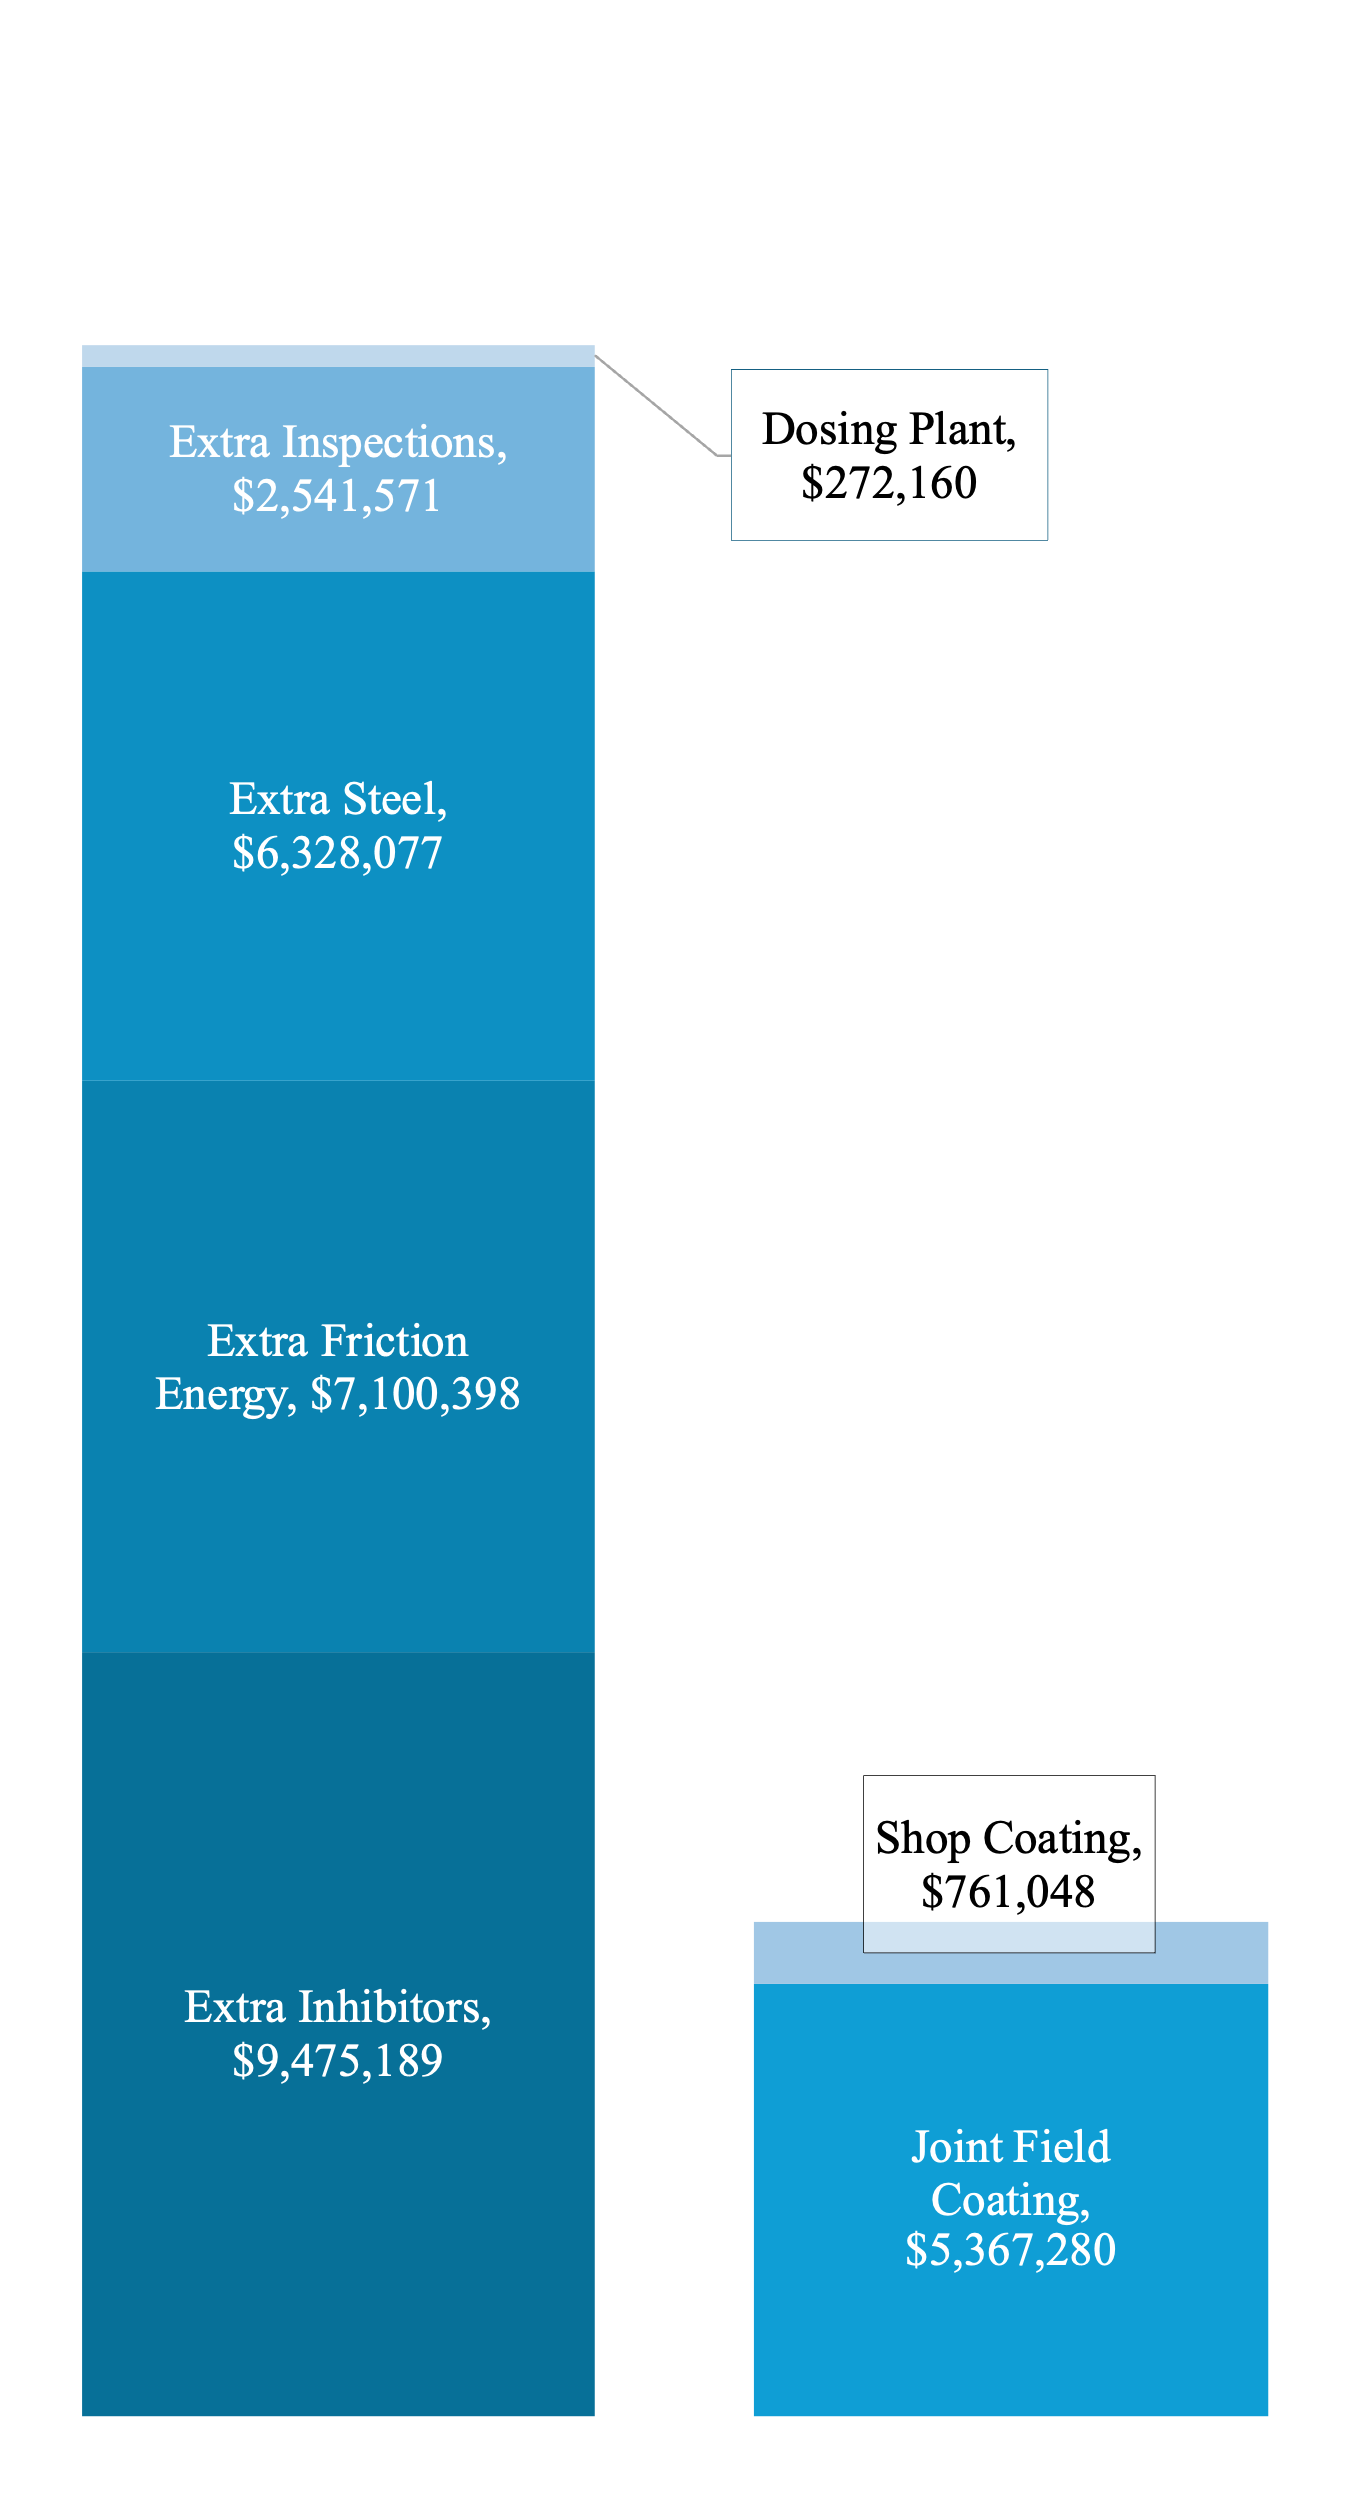 Extra Inspections,
$2,541,571
Dosing Plant,
$272,160
Extra Steel,
$6,328,077
Extra Friction
Energy, $7,100,398
Extra Inhibitors,
$9,475,189
Shop Coating,
$761,048
Joint Field
Coating,
$5,367,280